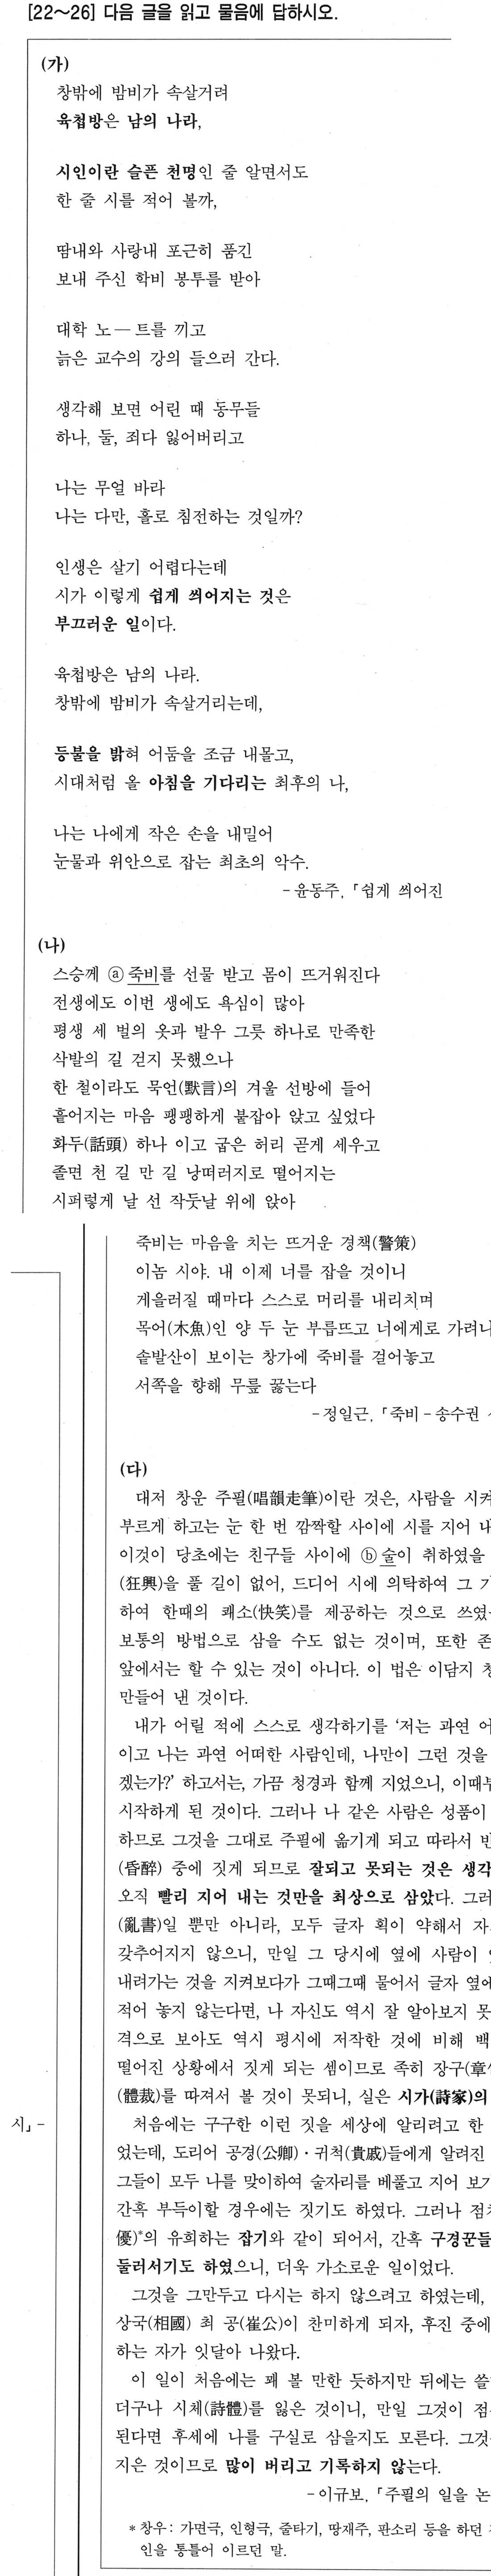 [22～26] 다음 글을 읽고 물음에 답하시오.
(가)
창밖에 밤비가 속살거려
육첩방은 남의 나라,
시인이란 슬픈 천명인 줄 알면서도
한 줄 시를 적어 볼까,
땀내와 사랑내 포근히 품긴
보내 주신 학비 봉투를 받아
대학 노―트를 끼고
늙은 교수의 강의 들으러 간다.
생각해 보면 어린 때 동무들
하나, 둘, 죄다 잃어버리고
나는 무얼 바라
나는 다만, 홀로 침전하는 것일까?
인생은 살기 어렵다는데
시가 이렇게 쉽게 씌어지는 것은
부끄러운 일이다.
육첩방은 남의 나라.
창밖에 밤비가 속살거리는데,
등불을 밝혀 어둠을 조금 내몰고,
시대처럼 올 아침을 기다리는 최후의 나,
나는 나에게 작은 손을 내밀어
눈물과 위안으로 잡는 최초의 악수.
- 윤동주, 「쉽게 씌어진
(나)
스승께 ⓐ죽비를 선물 받고 몸이 뜨거워진다
전생에도 이번 생에도 욕심이 많아
평생 세 벌의 옷과 발우 그릇 하나로 만족한
삭발의 길 걷지 못했으나
한 철이라도 묵언(默言)의 겨울 선방에 들어
흩어지는 마음 팽팽하게 붙잡아 앉고 싶었다
화두(話頭) 하나 이고 굽은 허리 곧게 세우고
졸면 천 길 만 길 낭떠러지로 떨어지는
시퍼렇게 날 선 작둣날 위에 앉아
죽비는 마음을 치는 뜨거운 경책(警策)
이놈 시야. 내 이제 너를 잡을 것이니
게을러질 때마다 스스로 머리를 내리치며
목어(木魚)인 양 두 눈 부릅뜨고 너에게로 가려니
솥발산이 보이는 창가에 죽비를 걸어놓고
서쪽을 향해 무릎 꿇는다
- 정일근, 「죽비 - 송수권
(다)
대저 창운 주필(唱韻走筆)이란 것은, 사람을 시켜
부르게 하고는 눈 한 번 깜짝할 사이에 시를 지어 내
이것이 당초에는 친구들 사이에 ⓑ술이 취하였을
(狂興)을 풀 길이 없어, 드디어 시에 의탁하여 그 기
하여 한때의 쾌소(快笑)를 제공하는 것으로 쓰였
보통의 방법으로 삼을 수도 없는 것이며, 또한 존
앞에서는 할 수 있는 것이 아니다. 이 법은 이담지 청
만들어 낸 것이다.
내가 어릴 적에 스스로 생각하기를 '저는 과연 어
이고 나는 과연 어떠한 사람인데, 나만이 그런 것을
겠는가?' 하고서는, 가끔 청경과 함께 지었으니, 이때부
시작하게 된 것이다. 그러나 나 같은 사람은 성품이
하므로 그것을 그대로 주필에 옮기게 되고 따라서 반
(昏醉) 중에 짓게 되므로 잘되고 못되는 것은 생각
오직 빨리 지어 내는 것만을 최상으로 삼았다. 그러
(亂書)일 뿐만 아니라, 모두 글자 획이 약해서 자
갖추어지지 않으니, 만일 그 당시에 옆에 사람이
내려가는 것을 지켜보다가 그때그때 물어서 글자 옆에
적어 놓지 않는다면, 나 자신도 역시 잘 알아보지 못
격으로 보아도 역시 평시에 저작한 것에 비해 백
떨어진 상황에서 짓게 되는 셈이므로 족히 장구(章
(體裁)를 따져서 볼 것이 못되니, 실은 시가(詩家)의
처음에는 구구한 이런 짓을 세상에 알리려고 한
시」-
었는데, 도리어 공경(公卿)·귀척(貴戚)들에게 알려진
그들이 모두 나를 맞이하여 술자리를 베풀고 지어 보기
간혹 부득이할 경우에는 짓기도 하였다. 그러나 점차
優)*의 유희하는 잡기와 같이 되어서, 간혹 구경꾼들
둘러서기도 하였으니, 더욱 가소로운 일이었다.
그것을 그만두고 다시는 하지 않으려고 하였는데,
상국(相國) 최 공(崔公)이 찬미하게 되자, 후진 중에
하는 자가 잇달아 나왔다.
이 일이 처음에는 꽤 볼 만한 듯하지만 뒤에는 쓸
더구나 시체(詩體)를 잃은 것이니, 만일 그것이 점
된다면 후세에 나를 구실로 삼을지도 모른다. 그것
지은 것이므로 많이 버리고 기록하지 않는다.
- 이규보, 「주필의 일을 논
* 창우: 가면극, 인형극, 줄타기, 땅재주, 판소리 등을 하던
인을 통틀어 이르던 말.